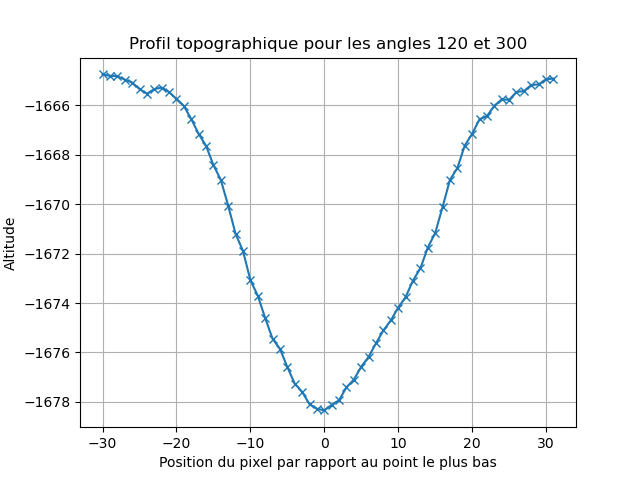 Profil topographique pour les angles 120 et 300
Altitude
−1666
−1668
−1670
−1672
−1674
−1676
−1678
−30 −20 −10 0 10 20 30
Position du pixel par rapport au point le plus bas